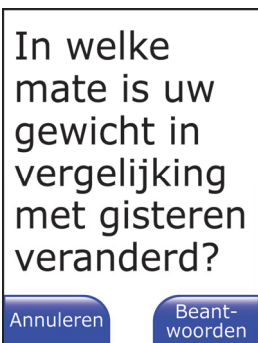 In welke
mate is uw
gewicht in
vergelijking
met gisteren
veranderd?
Annuleren
Beant-
woorden